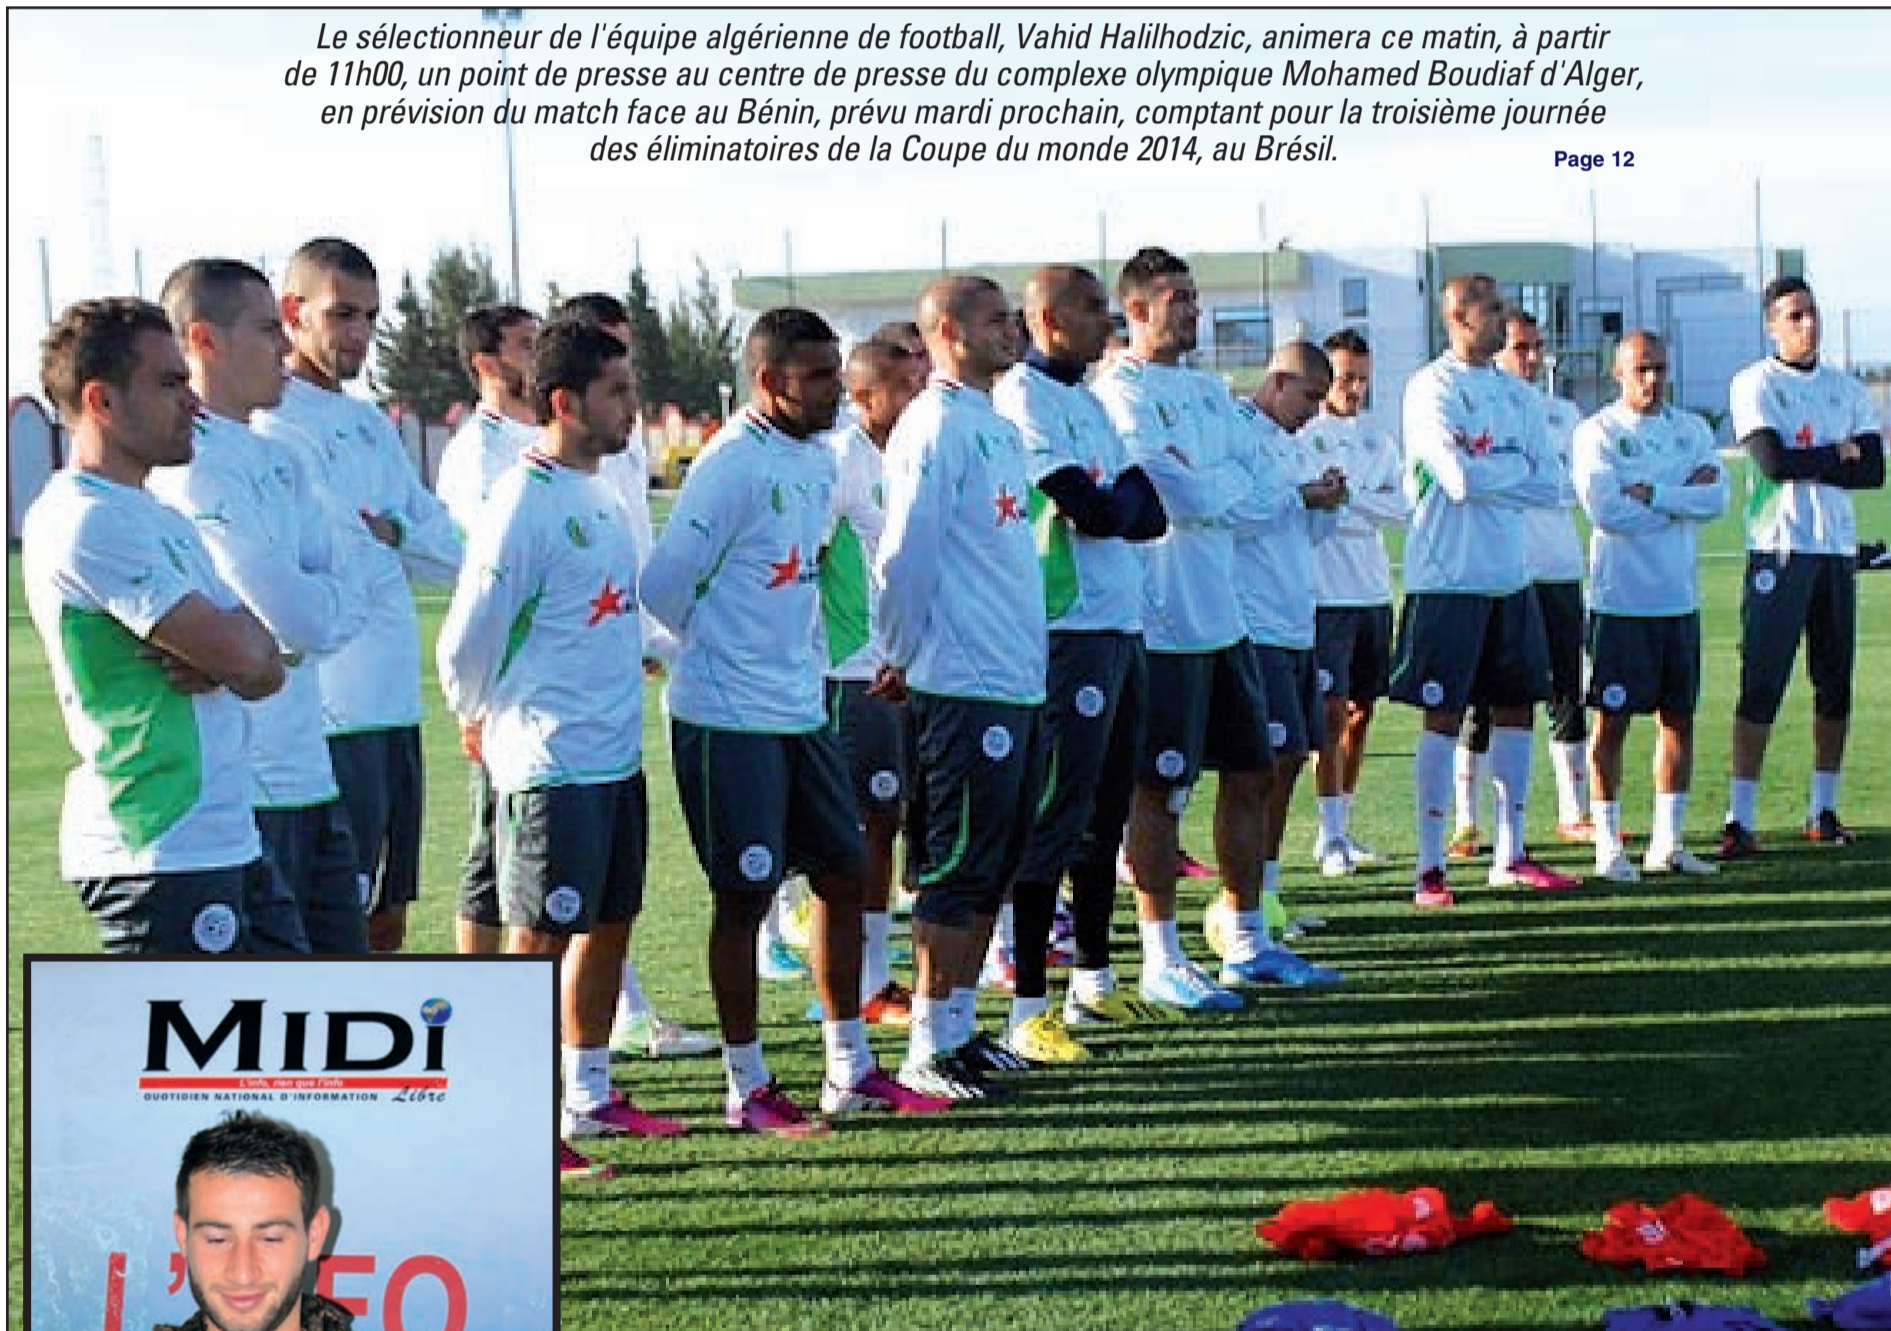 Le sélectionneur de l'équipe algérienne de football, Vahid Halilhodzic, animera ce matin, à partir
de 11h00, un point de presse au centre de presse du complexe olympique Mohamed Boudiaf d'Alger,
en prévision du match face au Bénin, prévu mardi prochain, comptant pour la troisième journée
des éliminatoires de la Coupe du monde 2014, au Brésil.
Page 12
MIDI
L'info, rien que l'info
QUOTIDIEN NATIONAL D'INFORMATION Libre
L' FO